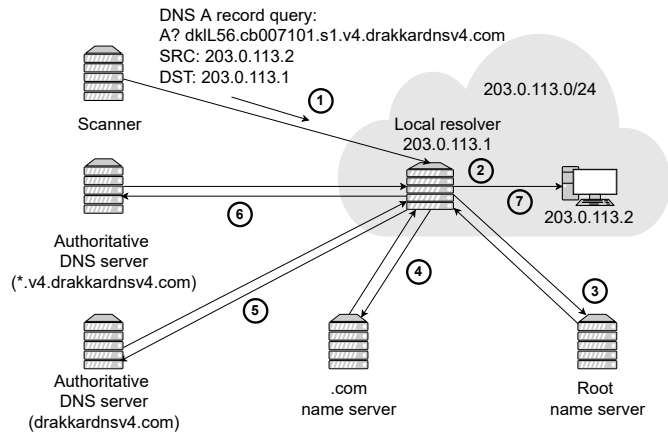 DNS A record query:
A? dklL56.cb007101.s1.v4.drakkardnsv4.com
SRC: 203.0.113.2
DST: 203.0.113.1
1
203.0.113.0/24
Scanner
Local resolver
203.0.113.1
2
7
203.0.113.2
6
Authoritative
DNS server
(*.v4.drakkardnsv4.com)
4
3
5
Authoritative
DNS server
(drakkardnsv4.com)
.com
name server
Root
name server